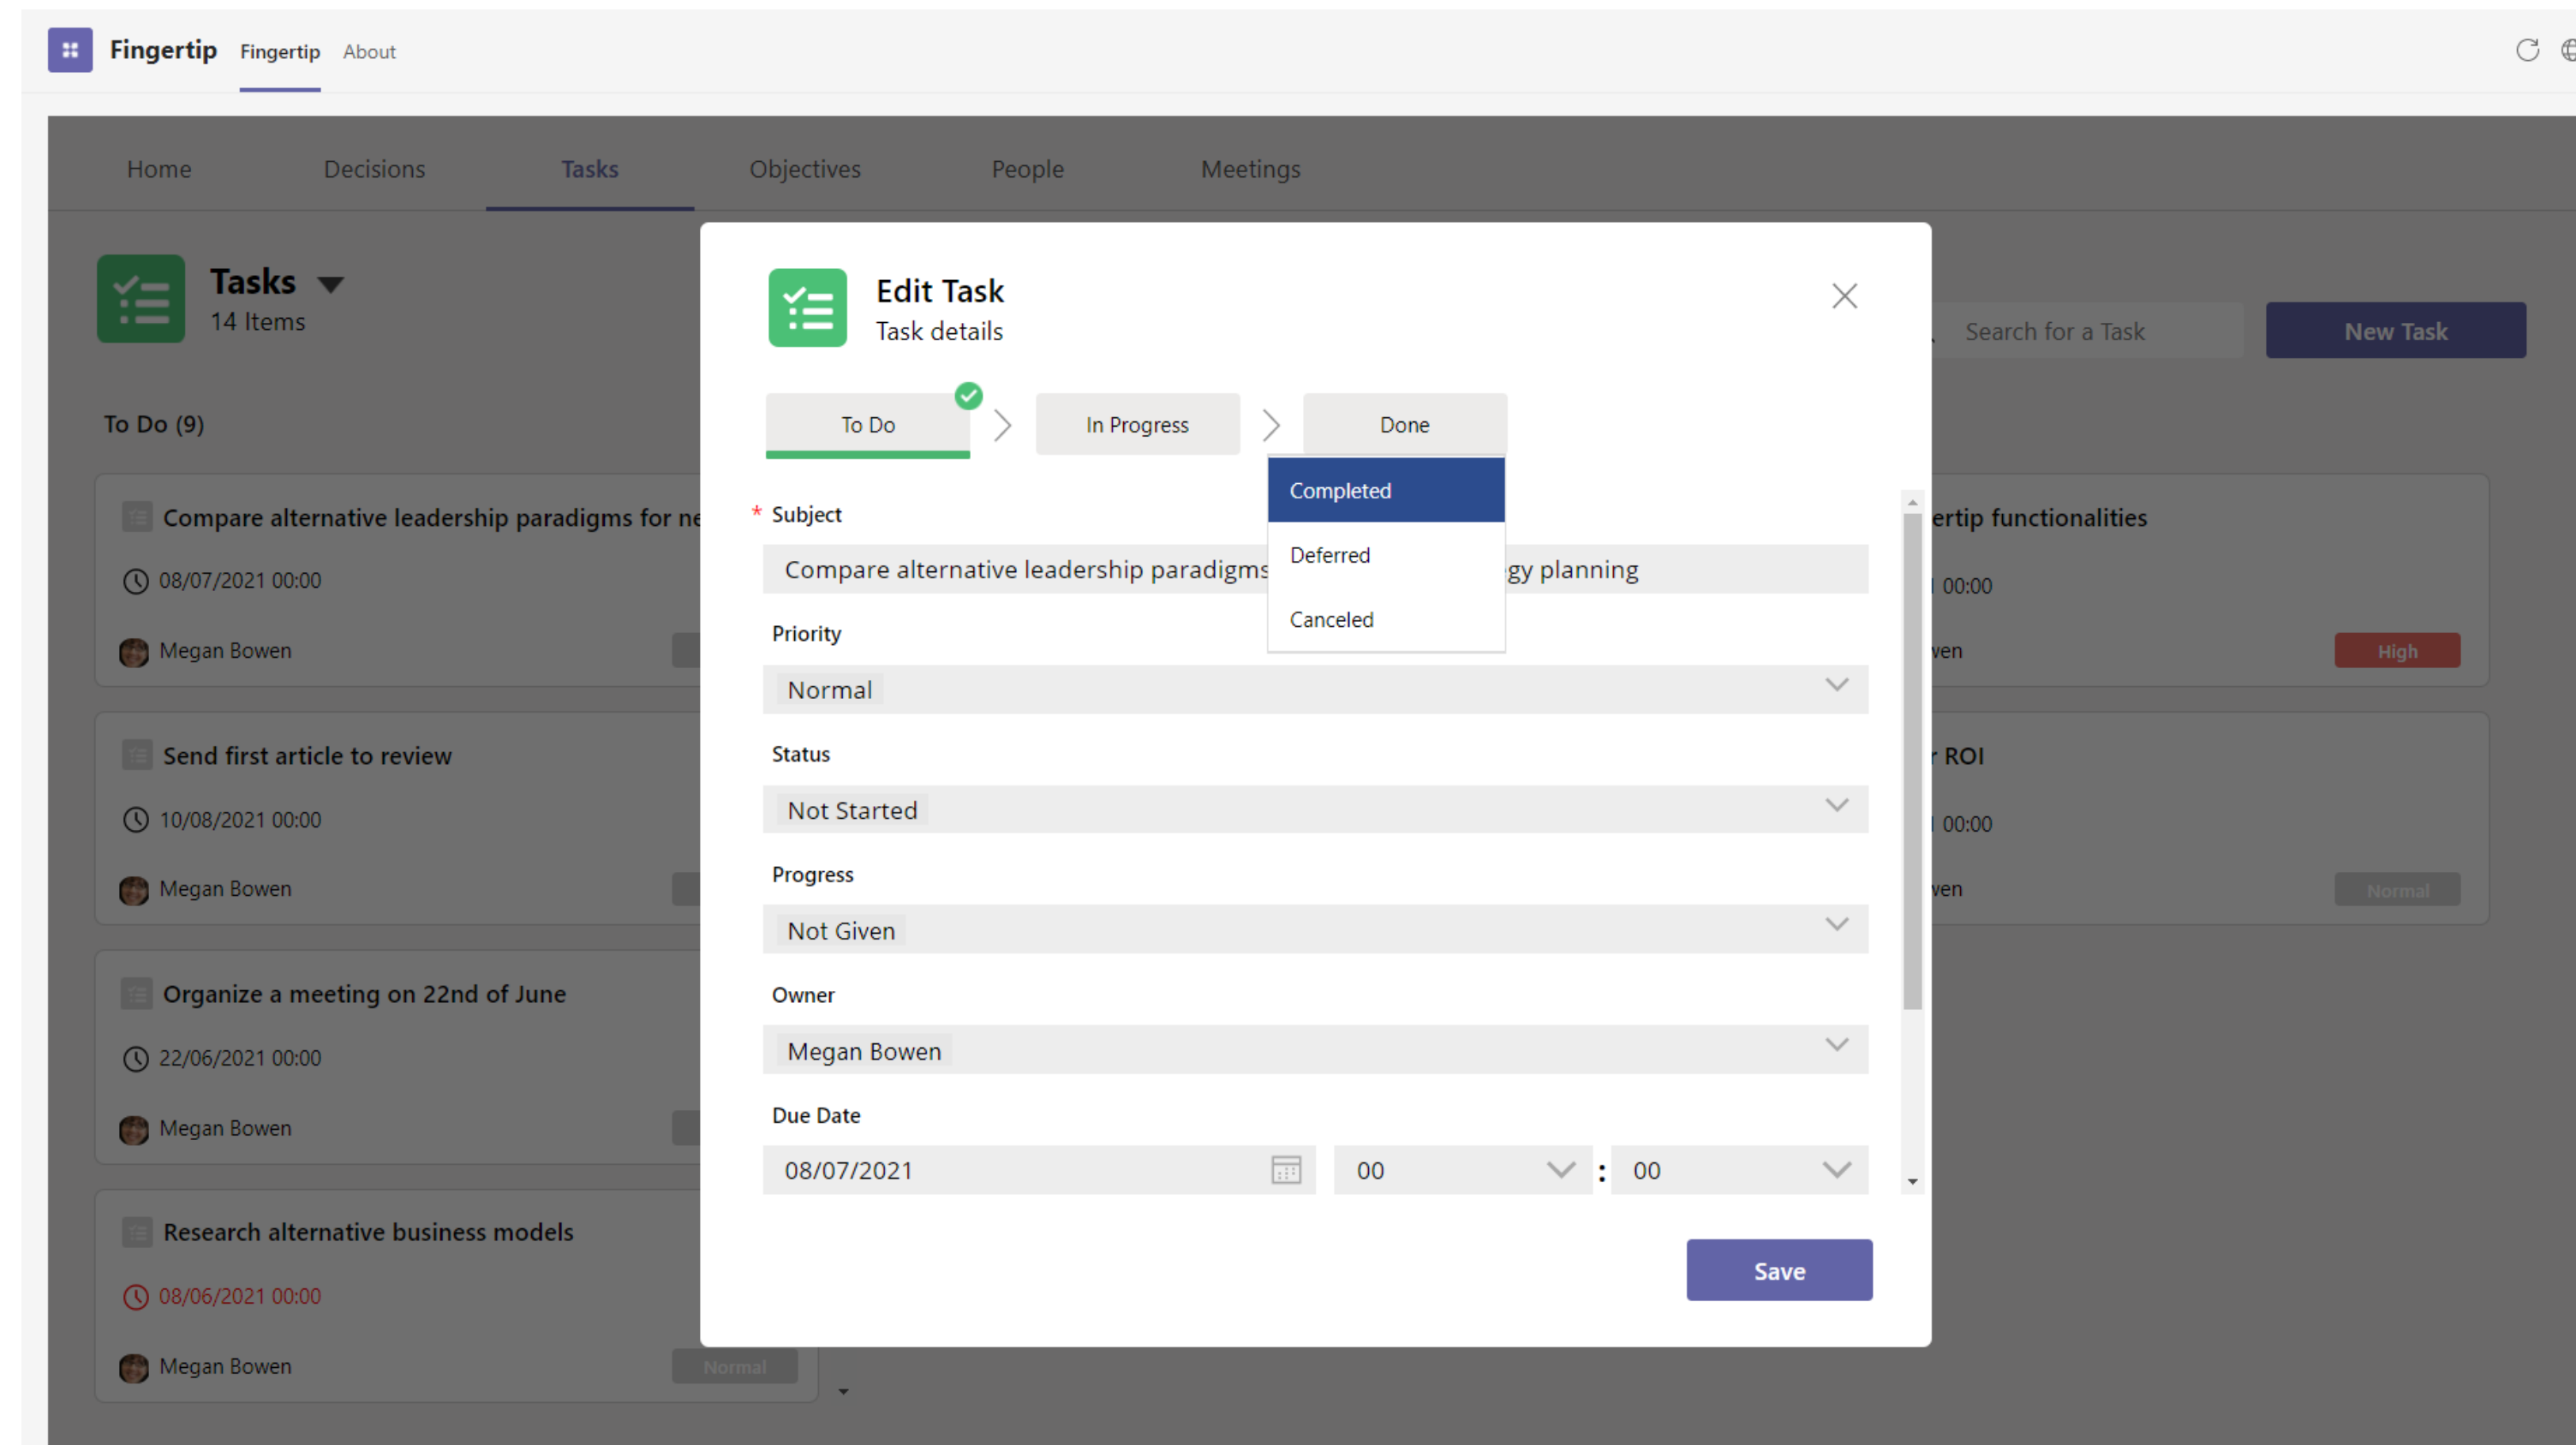 Fingertip Fingertip About
Home Decisions Tasks Objectives People Meetings
Tasks
14 Items
Search for a Task
New Task
To Do (9)
Compare alternative leadership paradigms for
08/07/2021 00:00
Megan Bowen
Send first article to review
10/08/2021 00:00
Megan Bowen
Organize a meeting on 22nd of June
22/06/2021 00:00
Megan Bowen
Research alternative business models
08/06/2021 00:00
Megan Bowen
Normal
Edit Task
Task details
To Do In Progress Done
Completed
Deferred
Canceled
* Subject
Compare alternative leadership paradigms planning
Priority
Normal
Status
Not Started
Progress
Not Given
Owner
Megan Bowen
Due Date
08/07/2021 00 : 00
Save
functionalities
00:00
High
ROI
00:00
Normal